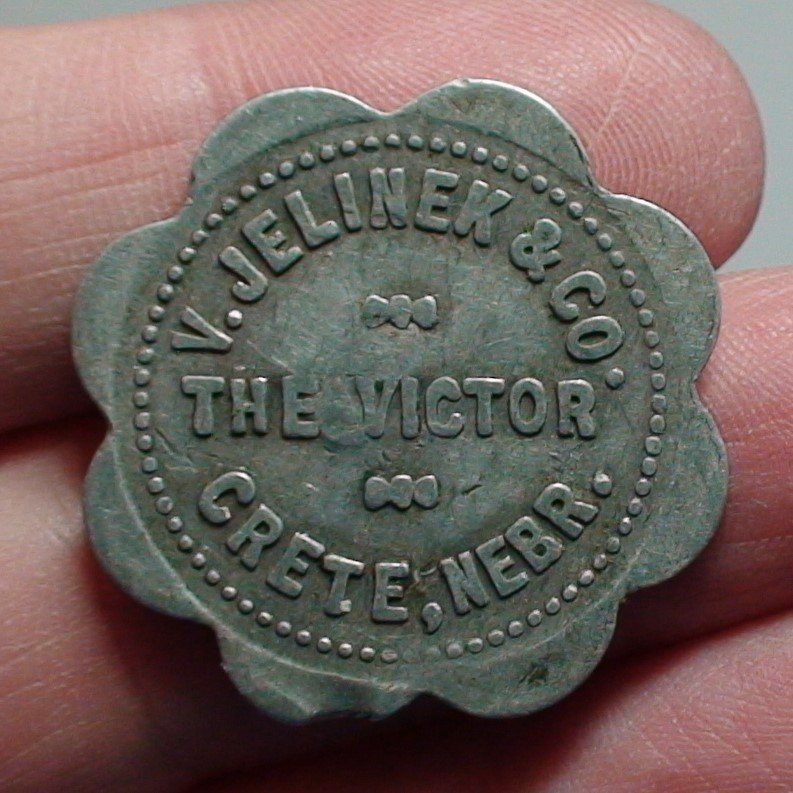 V. JELINEK & CO.
THE VICTOR
CRETE, NEBR.